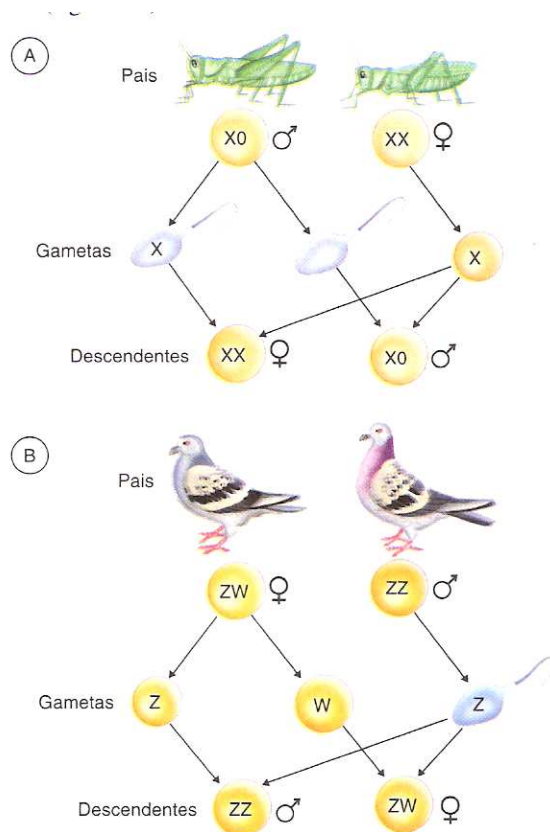 A
Pais
X0 ♂ XX ♀
Gametas X X
Descendentes XX ♀ X0 ♂
B
Pais
ZW ♀ ZZ ♂
Gametas Z W Z
Descendentes ZZ ♂ ZW ♀